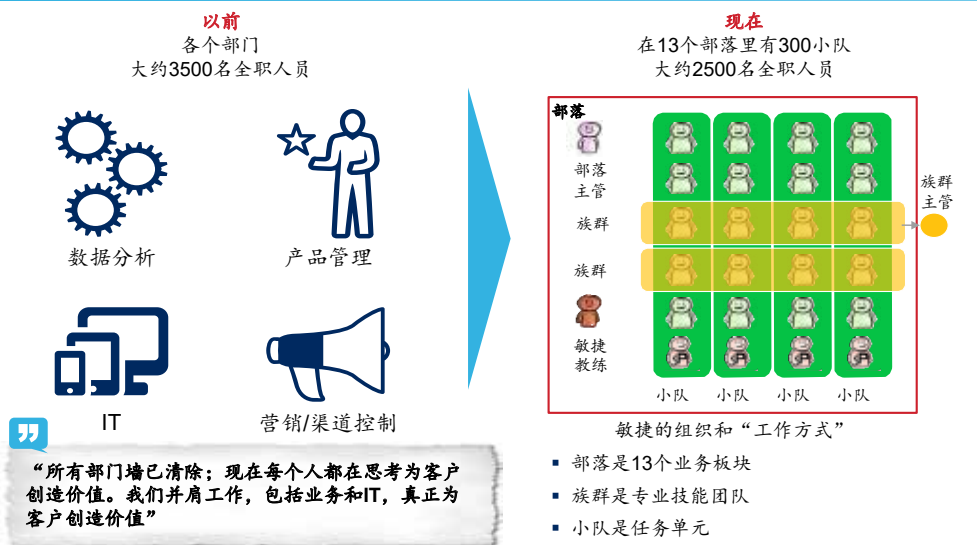 以前
各个部门
大约3500名全职人员
数据分析
产品管理
IT
营销/渠道控制
“所有部门墙已清除；现在每个人都在思考为客户
创造价值。我们并肩工作，包括业务和IT，真正为
客户创造价值”
现在
在13个部落里有300小队
大约2500名全职人员
部落
部落
主管
族群
族群
敏捷
教练
族群
主管
小队 小队 小队 小队
敏捷的组织和“工作方式”
▪ 部落是13个业务板块
▪ 族群是专业技能团队
▪ 小队是任务单元